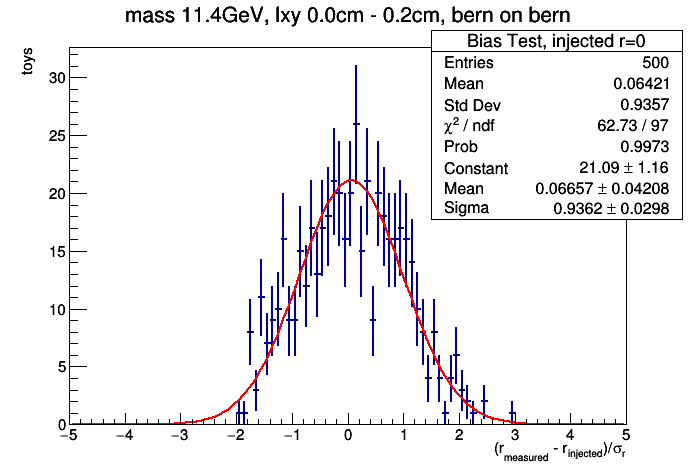 mass 11.4GeV, lxy 0.0cm - 0.2cm, bern on bern
Bias Test, injected r=0
Entries 500
Mean 0.06421
Std Dev 0.9357
χ² / ndf 62.73 / 97
Prob 0.9973
Constant 21.09 ± 1.16
Mean 0.06657 ± 0.04208
Sigma 0.9362 ± 0.0298
toys
30
25
20
15
10
5
0
−5 −4 −3 −2 −1 0 1 2 3 4 5
(r_measured - r_injected)/σ_r